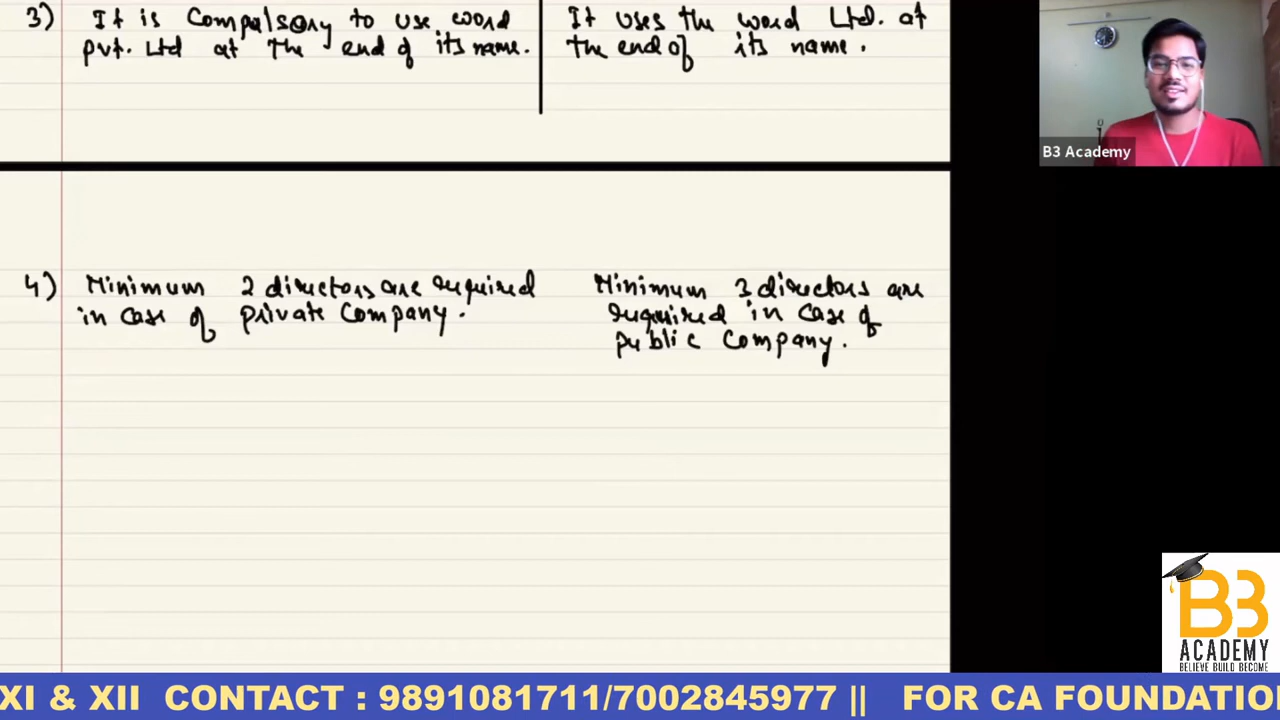 3) It is Compulsory to use word
pvt. Ltd at the end of its name.
It uses the word Ltd. at
the end of its name.
4) Minimum 2 directors are required
in case of private Company.
Minimum 3 directors are
required in case of
public Company.
B3 Academy
B3
ACADEMY
BELIEVE BUILD BECOME
XI & XII CONTACT : 9891081711/7002845977 || FOR CA FOUNDATIO